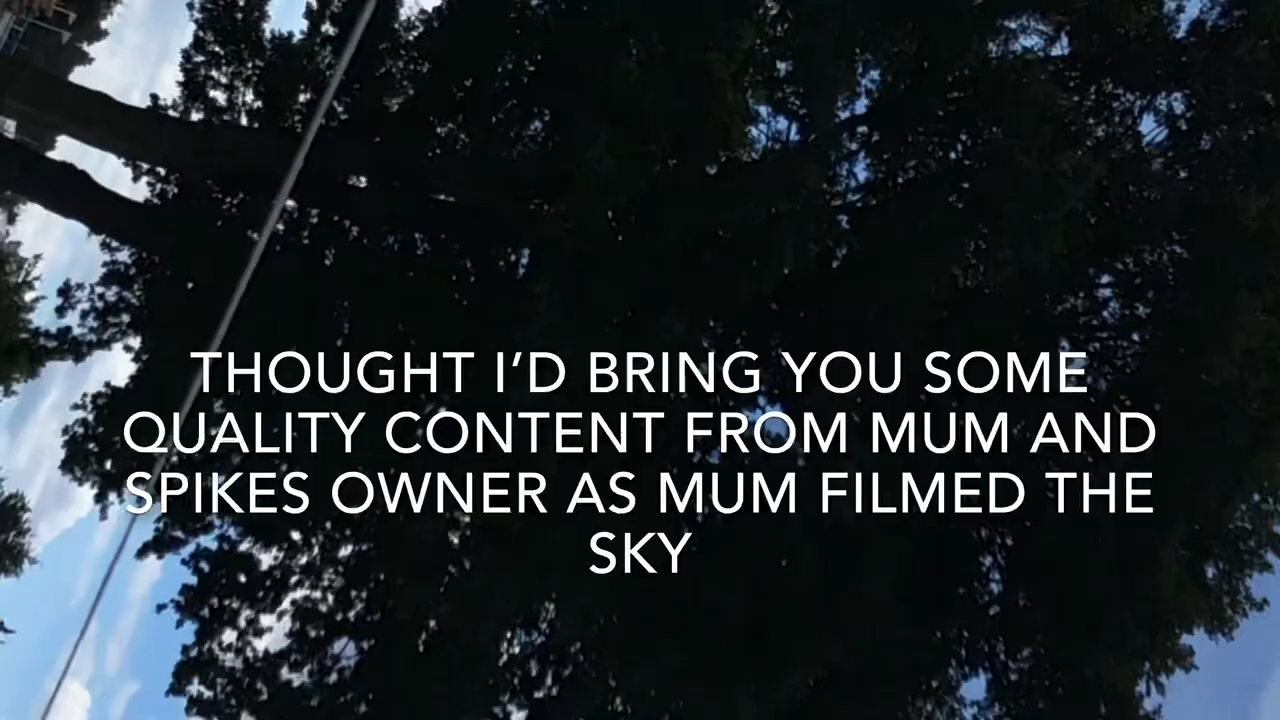 THOUGHT I’D BRING YOU SOME
QUALITY CONTENT FROM MUM AND
SPIKES OWNER AS MUM FILMED THE
SKY